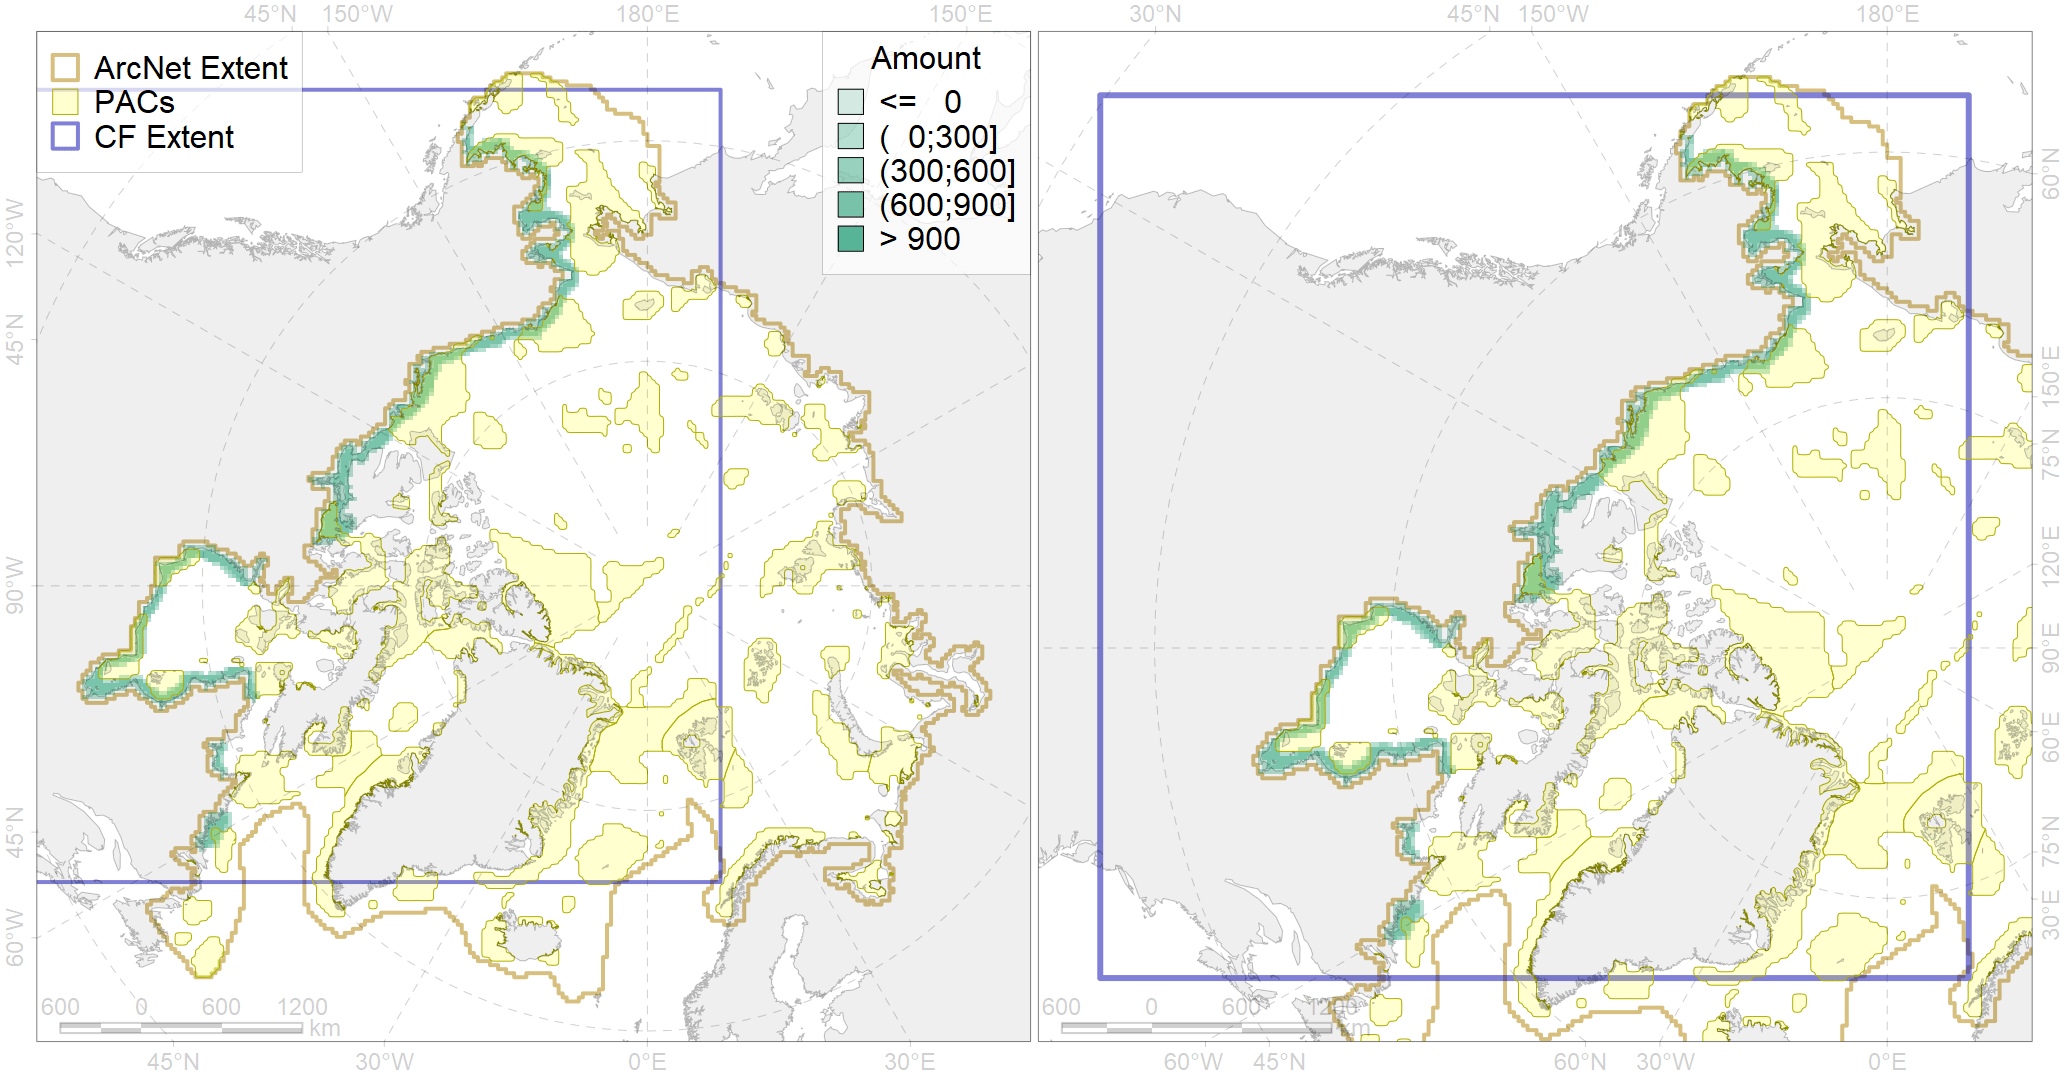 45°N 150°W 180°E 150°E 30°N 45°N 150°W 180°E
ArcNet Extent
PACs
CF Extent
Amount
<= 0
( 0;300]
(300;600]
(600;900]
> 900
120°W
45°N
90°W
45°N
60°W
60°N
150°E
75°N
120°E
90°E
60°E
75°N
30°E
600 0 600 1200
km
600 0 600 1200
km
45°N 30°W 0°E 30°E 60°W 45°N 60°N 30°W 0°E